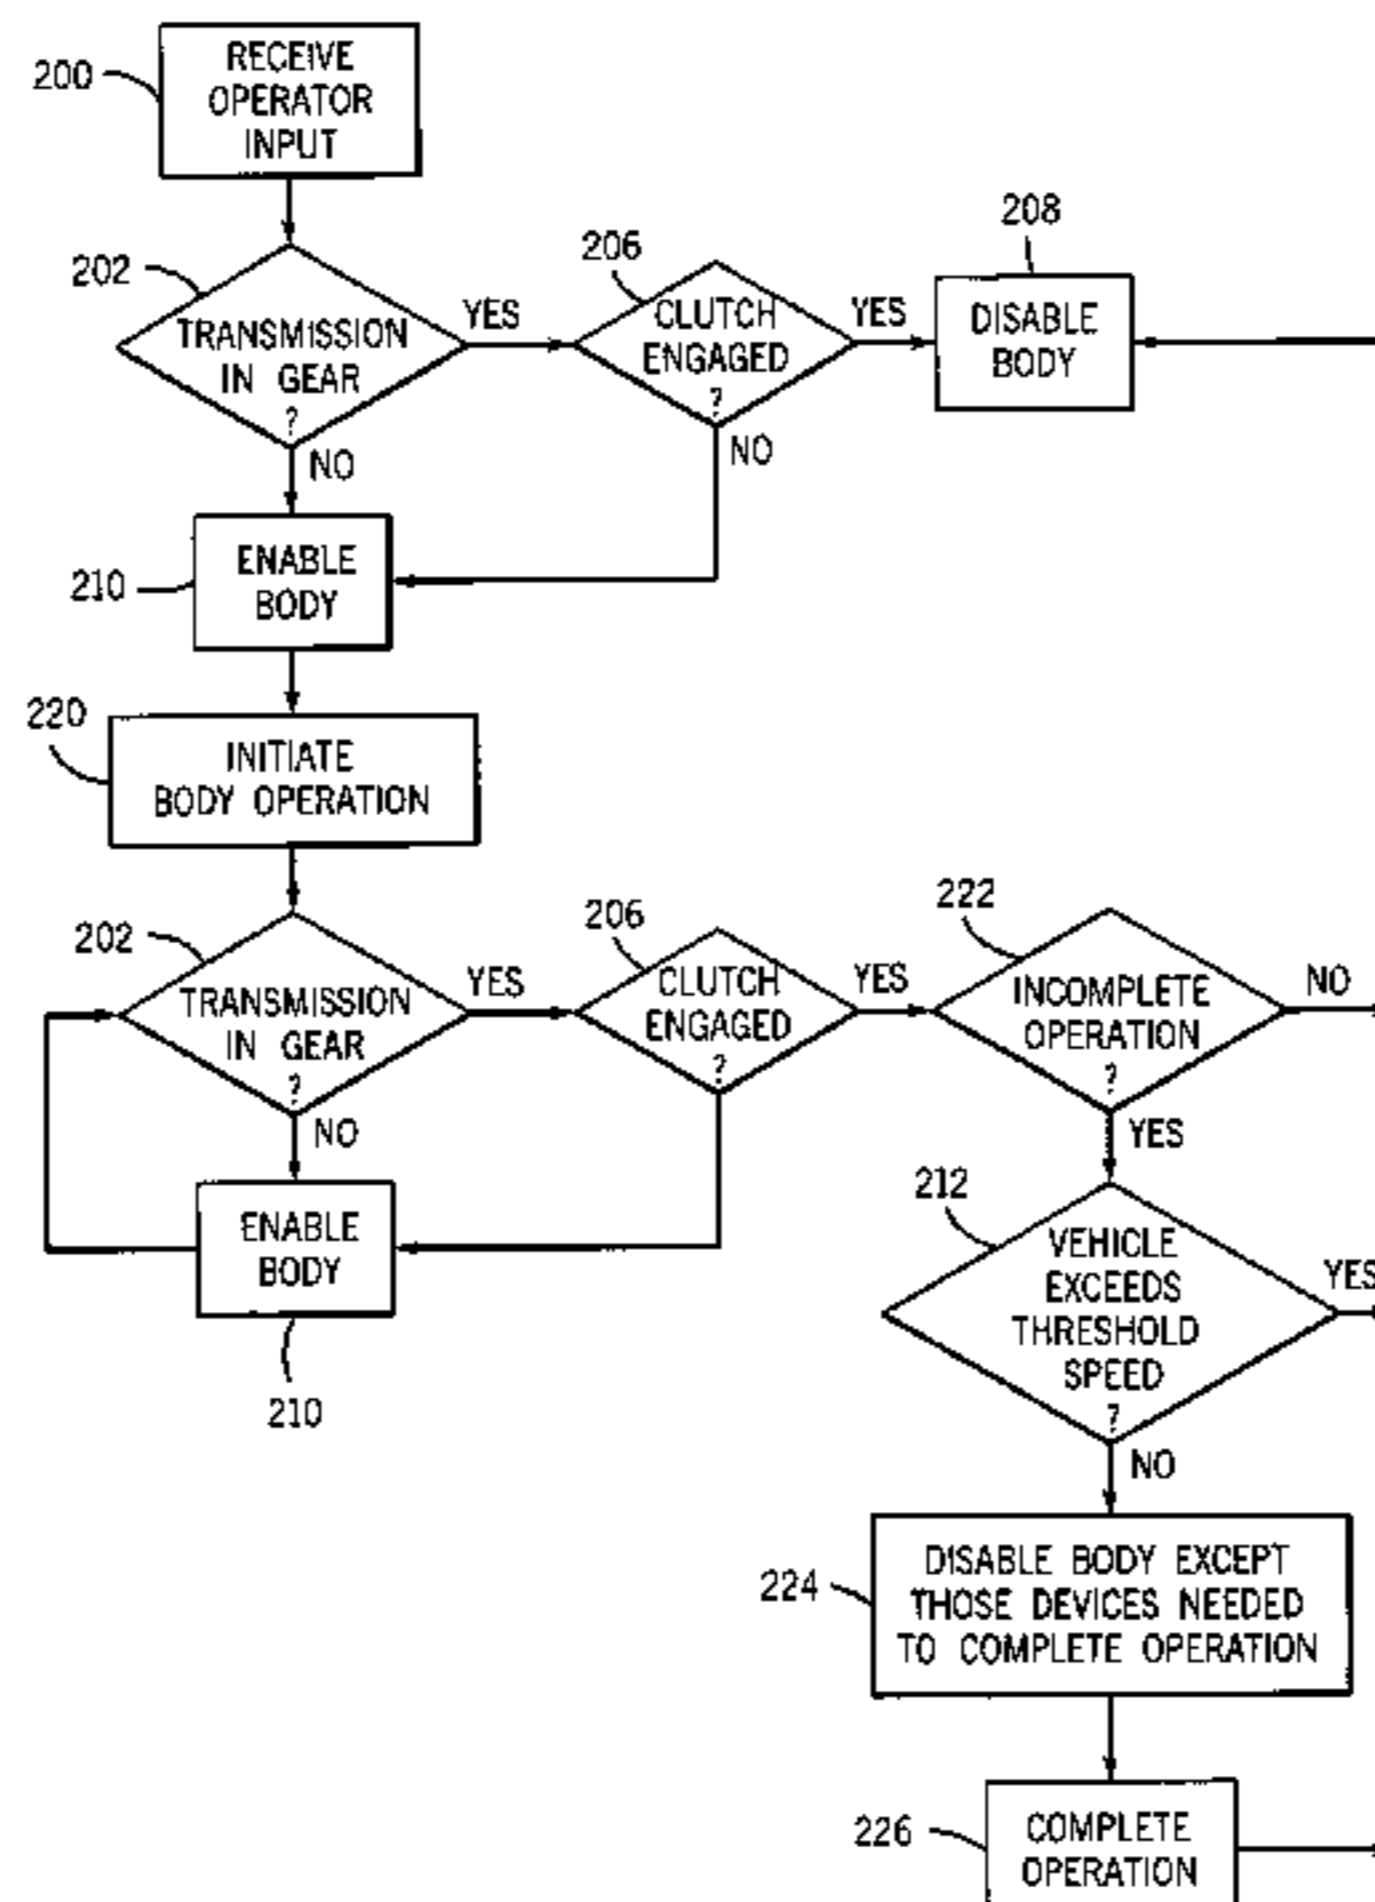 200
RECEIVE
OPERATOR
INPUT
202
TRANSMISSION
IN GEAR
?
YES
NO
206
CLUTCH
ENGAGED
?
YES
NO
208
DISABLE
BODY
210
ENABLE
BODY
220
INITIATE
BODY OPERATION
202
TRANSMISSION
IN GEAR
?
YES
NO
206
CLUTCH
ENGAGED
?
YES
222
INCOMPLETE
OPERATION
?
NO
YES
ENABLE
BODY
210
212
VEHICLE
EXCEEDS
THRESHOLD
SPEED
?
YES
NO
224
DISABLE BODY EXCEPT
THOSE DEVICES NEEDED
TO COMPLETE OPERATION
226
COMPLETE
OPERATION